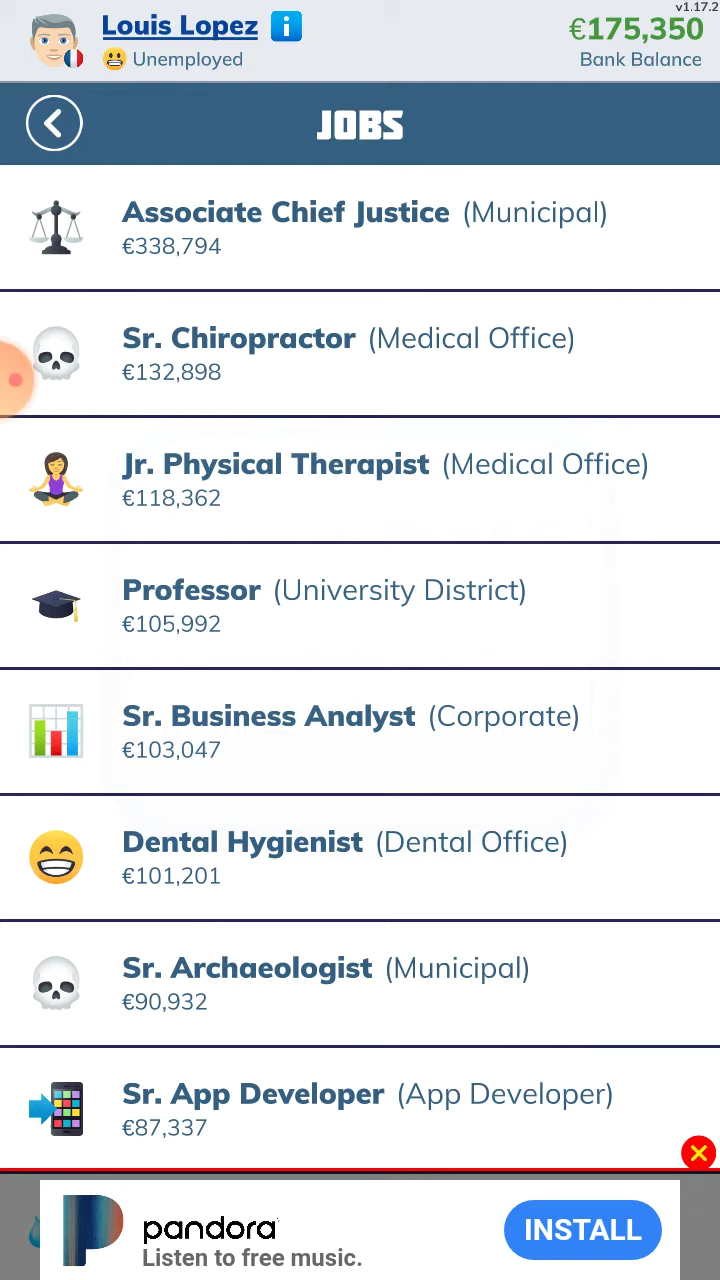 v1.17.2
Louis Lopez i
€175,350
Unemployed
Bank Balance
JOBS
Associate Chief Justice (Municipal)
€338,794
Sr. Chiropractor (Medical Office)
€132,898
Jr. Physical Therapist (Medical Office)
€118,362
Professor (University District)
€105,992
Sr. Business Analyst (Corporate)
€103,047
Dental Hygienist (Dental Office)
€101,201
Sr. Archaeologist (Municipal)
€90,932
Sr. App Developer (App Developer)
€87,337
pandora
Listen to free music.
INSTALL